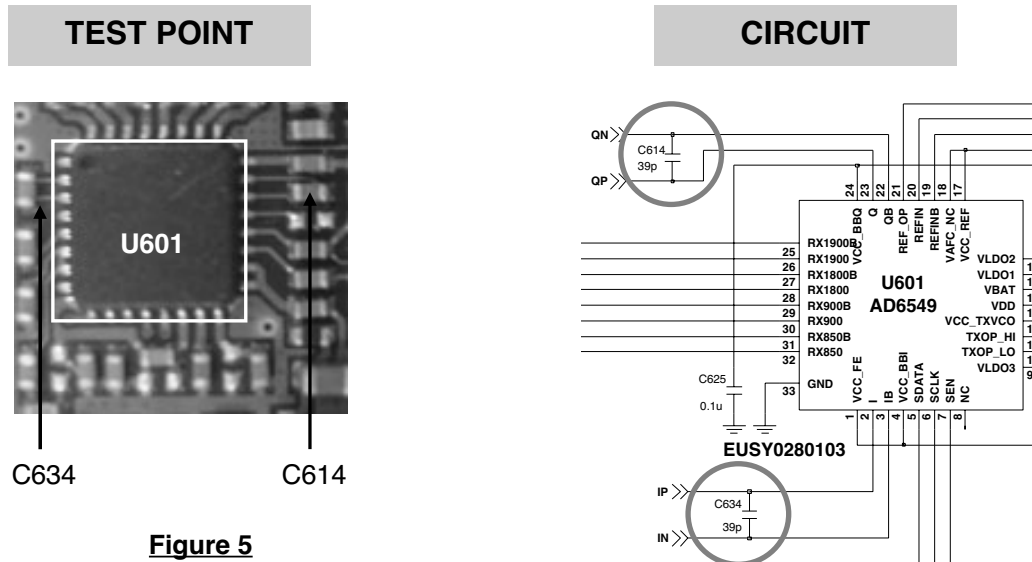 TEST POINT
CIRCUIT
U601
C634
C614
Figure 5
QN
C614
39p
QP
24
23
22
21
20
19
18
17
VCC_BBQ
Q
QB
REF_OP
REFIN
REFINB
VAFC_NC
VCC_REF
RX1900B
25
RX1900
26
RX1800B
27
RX1800
28
RX900B
29
RX900
30
RX850B
31
RX850
32
GND
33
U601
AD6549
VLDO2
VLDO1
VBAT
VDD
VCC_TXVCO
TXOP_HI
TXOP_LO
VLDO3
9
VCC_FE
I
IB
VCC_BBI
SDATA
SCLK
SEN
NC
1
2
3
4
5
6
7
8
C625
0.1u
EUSY0280103
IP
C634
39p
IN